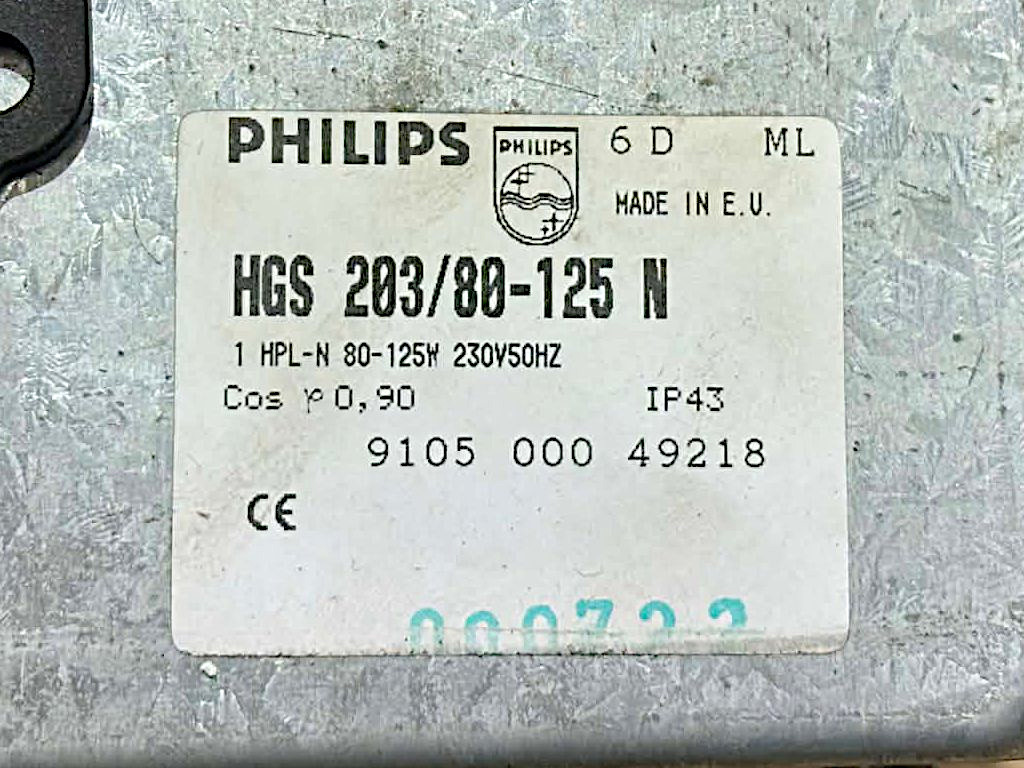 PHILIPS PHILIPS 6 D ML
MADE IN E.U.
HGS 203/80-125 N
1 HPL-N 80-125W 230V50HZ
Cos φ 0,90 IP43
9105 000 49218
CE